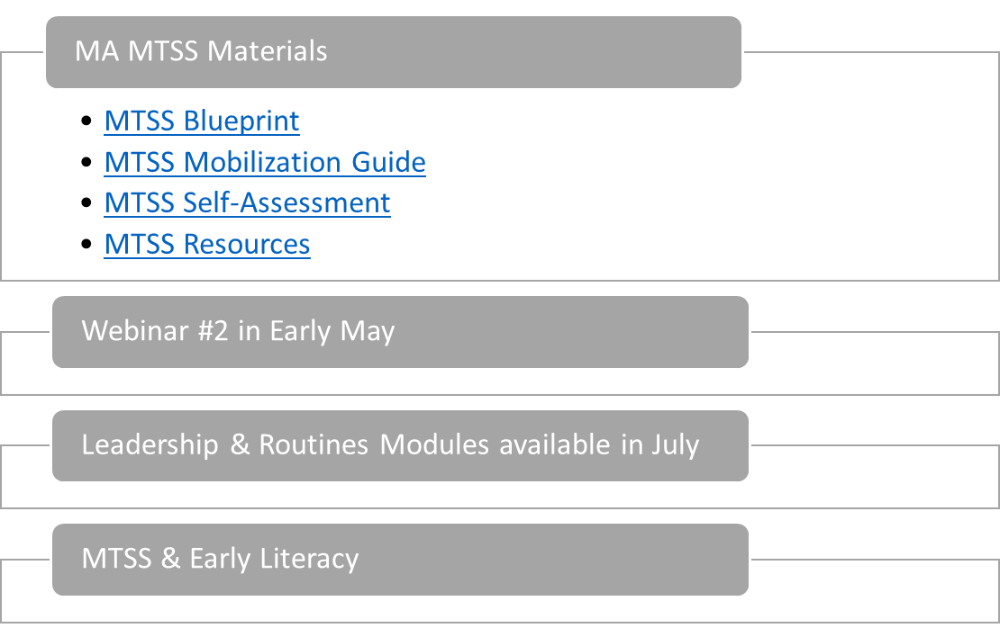 MA MTSS Materials
• MTSS Blueprint
• MTSS Mobilization Guide
• MTSS Self-Assessment
• MTSS Resources
Webinar #2 in Early May
Leadership & Routines Modules available in July
MTSS & Early Literacy